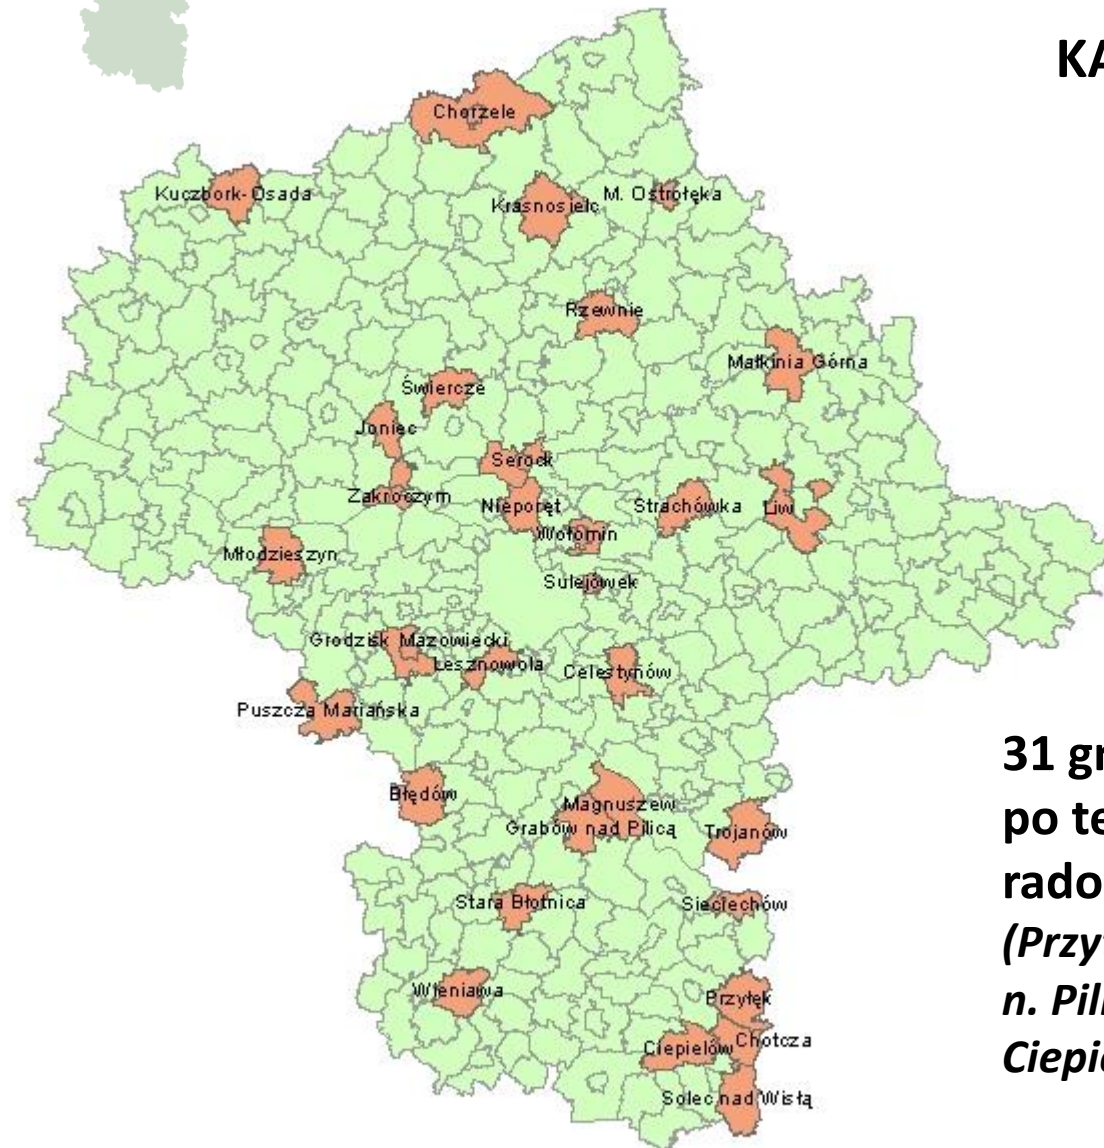 KA
Chorzele
Kuczbork-Osada
M. Ostrołęka
Krasnosielc
Rzewnie
Małkinia Górna
Świercze
Joniec
Serock
Zakroczym
Nieporęt
Strachówka
Liw
Wołomin
Młodzieszyn
Sulejówek
Grodzisk Mazowiecki
Lesznowola
Celestynów
Puszcza Mariańska
31 gr
po te
rado
(Przy
n. Pili
Ciepie
Błędów
Magnuszew
Grabów nad Pilicą
Trojanów
Stara Błotnica
Sieciechów
Wieniawa
Przyłęk
Ciepielów
Chotcza
Solec nad Wisłą